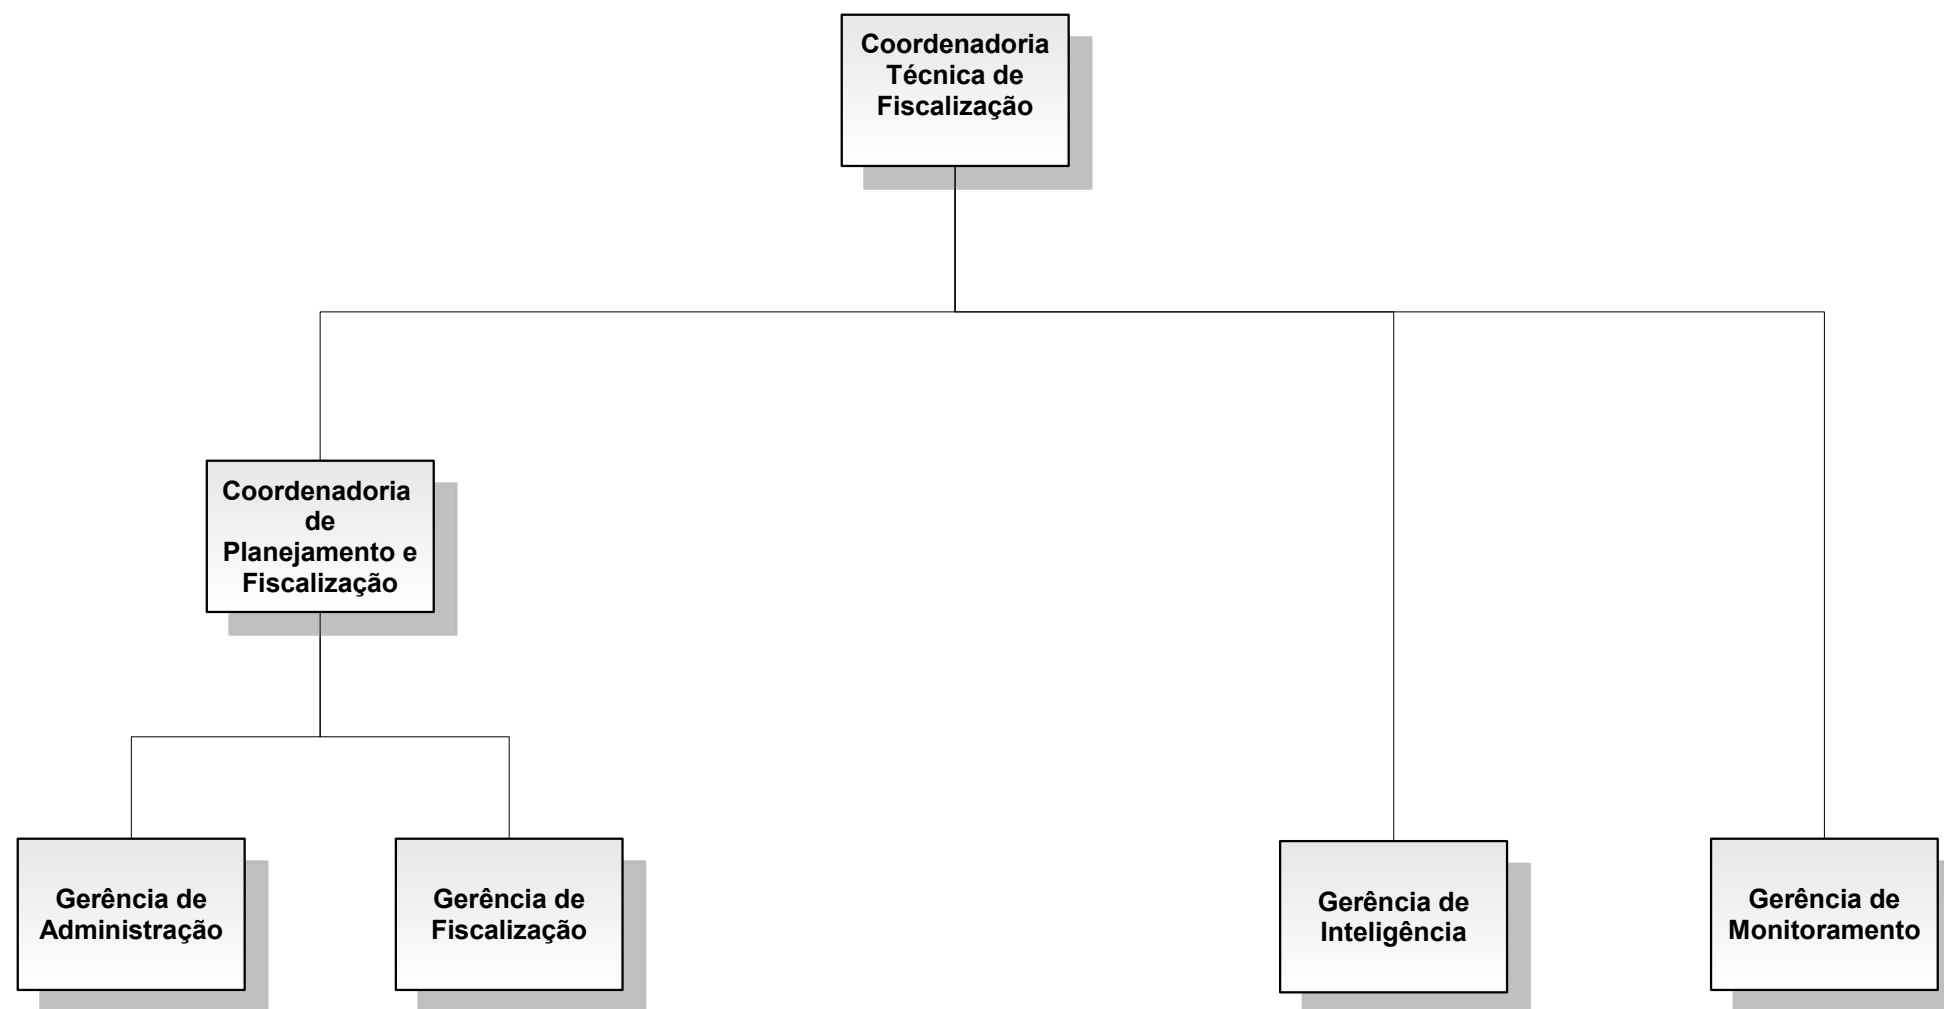 Coordenadoria
Técnica de
Fiscalização
Coordenadoria
de
Planejamento e
Fiscalização
Gerência de
Administração
Gerência de
Fiscalização
Gerência de
Inteligência
Gerência de
Monitoramento